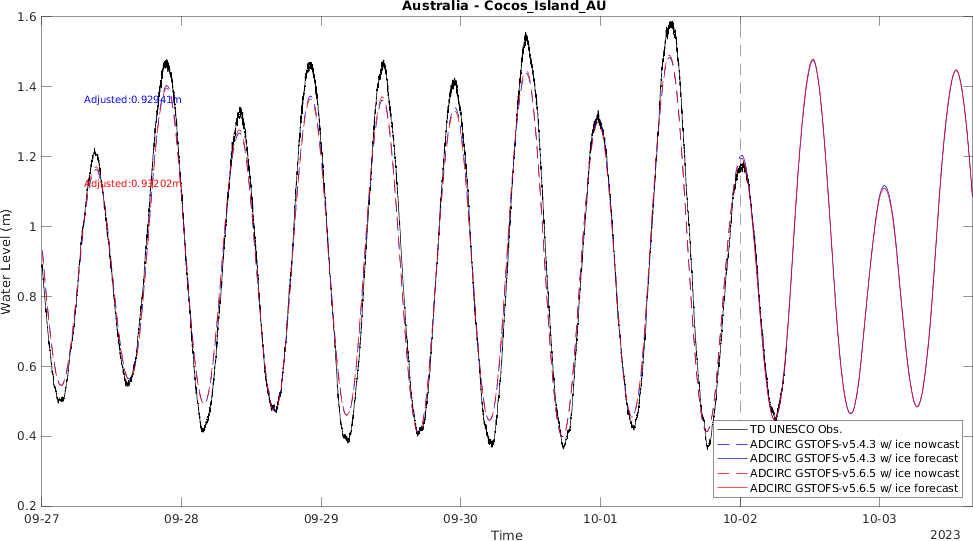 Australia - Cocos_Island_AU
Water Level (m)
1.6
1.4
1.2
1
0.8
0.6
0.4
0.2
Adjusted:0.92941m
Adjusted:0.93202m
TD UNESCO Obs.
ADCIRC GSTOFS-v5.4.3 w/ ice nowcast
ADCIRC GSTOFS-v5.4.3 w/ ice forecast
ADCIRC GSTOFS-v5.6.5 w/ ice nowcast
ADCIRC GSTOFS-v5.6.5 w/ ice forecast
09-27 09-28 09-29 09-30 10-01 10-02 10-03
Time
2023